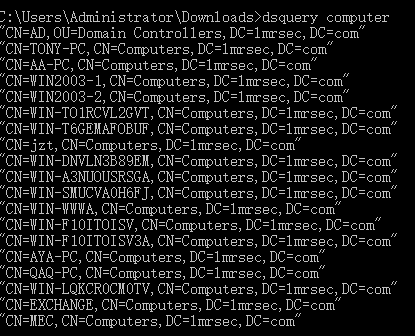 C:\Users\Administrator\Downloads>dsquery computer
"CN=AD,OU=Domain Controllers,DC=1mrsec,DC=com"
"CN=TONY-PC,CN=Computers,DC=1mrsec,DC=com"
"CN=AA-PC,CN=Computers,DC=1mrsec,DC=com"
"CN=WIN2003-1,CN=Computers,DC=1mrsec,DC=com"
"CN=WIN2003-2,CN=Computers,DC=1mrsec,DC=com"
"CN=WIN-TO1RCVL2GVT,CN=Computers,DC=1mrsec,DC=com"
"CN=WIN-T6GEMAFOBUF,CN=Computers,DC=1mrsec,DC=com"
"CN=jzt,CN=Computers,DC=1mrsec,DC=com"
"CN=WIN-DNVLN3B89EM,CN=Computers,DC=1mrsec,DC=com"
"CN=WIN-A3NUOUSRSGA,CN=Computers,DC=1mrsec,DC=com"
"CN=WIN-SMUCVAOH6FJ,CN=Computers,DC=1mrsec,DC=com"
"CN=WIN-WWWA,CN=Computers,DC=1mrsec,DC=com"
"CN=WIN-F1OITOISV,CN=Computers,DC=1mrsec,DC=com"
"CN=WIN-F1OITOISV3A,CN=Computers,DC=1mrsec,DC=com"
"CN=AYA-PC,CN=Computers,DC=1mrsec,DC=com"
"CN=QAQ-PC,CN=Computers,DC=1mrsec,DC=com"
"CN=WIN-LQKCROCMOTV,CN=Computers,DC=1mrsec,DC=com"
"CN=EXCHANGE,CN=Computers,DC=1mrsec,DC=com"
"CN=MEC,CN=Computers,DC=1mrsec,DC=com"